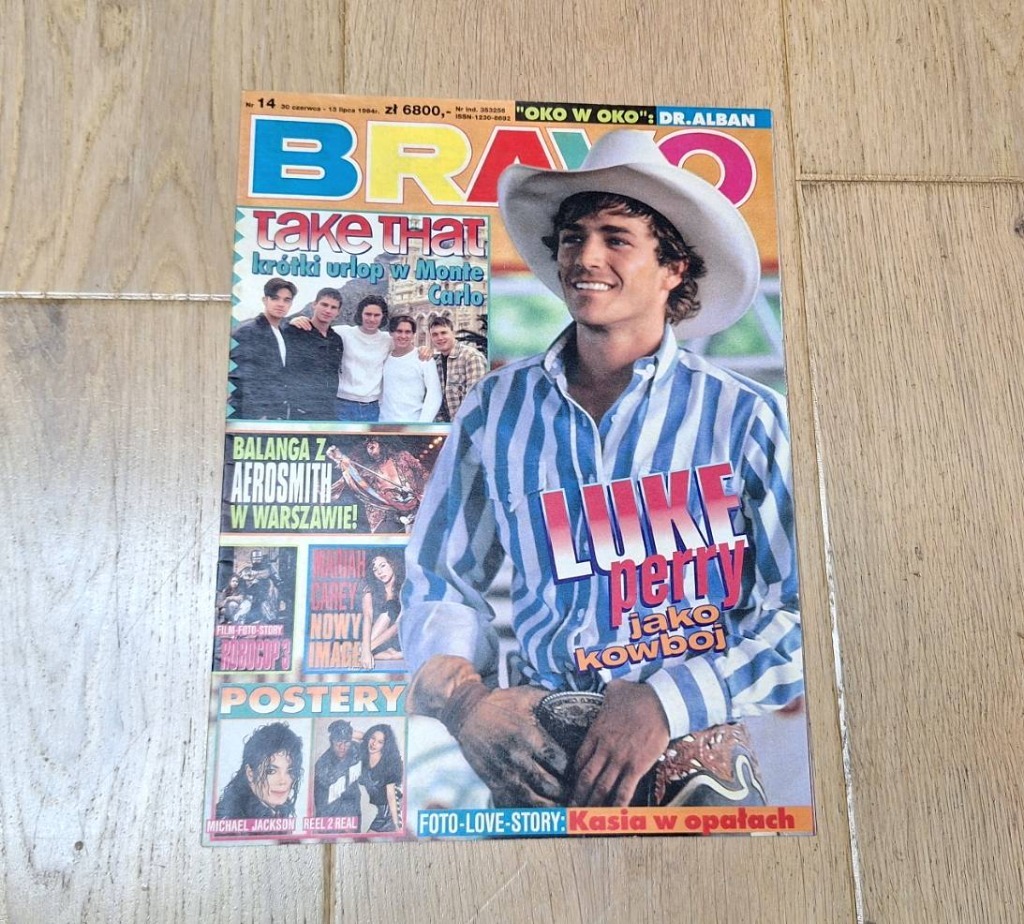 Nr 14 30 czerwca - 13 lipca 1994r. zł 6800,- Nr ind. 353256
ISSN-1230-8692
"OKO W OKO": DR.ALBAN
BRAVO
TAKE THAT
krótki urlop w Monte
Carlo
BALANGA Z
AEROSMITH
W WARSZAWIE!
FILM-FOTO-STORY
ROBOCOP 3
MARIAH
CAREY
NOWY
IMAGE
LUKE
perry
jako
kowboj
POSTERY
MICHAEL JACKSON
REEL 2 REAL
FOTO-LOVE-STORY: Kasia w opałach